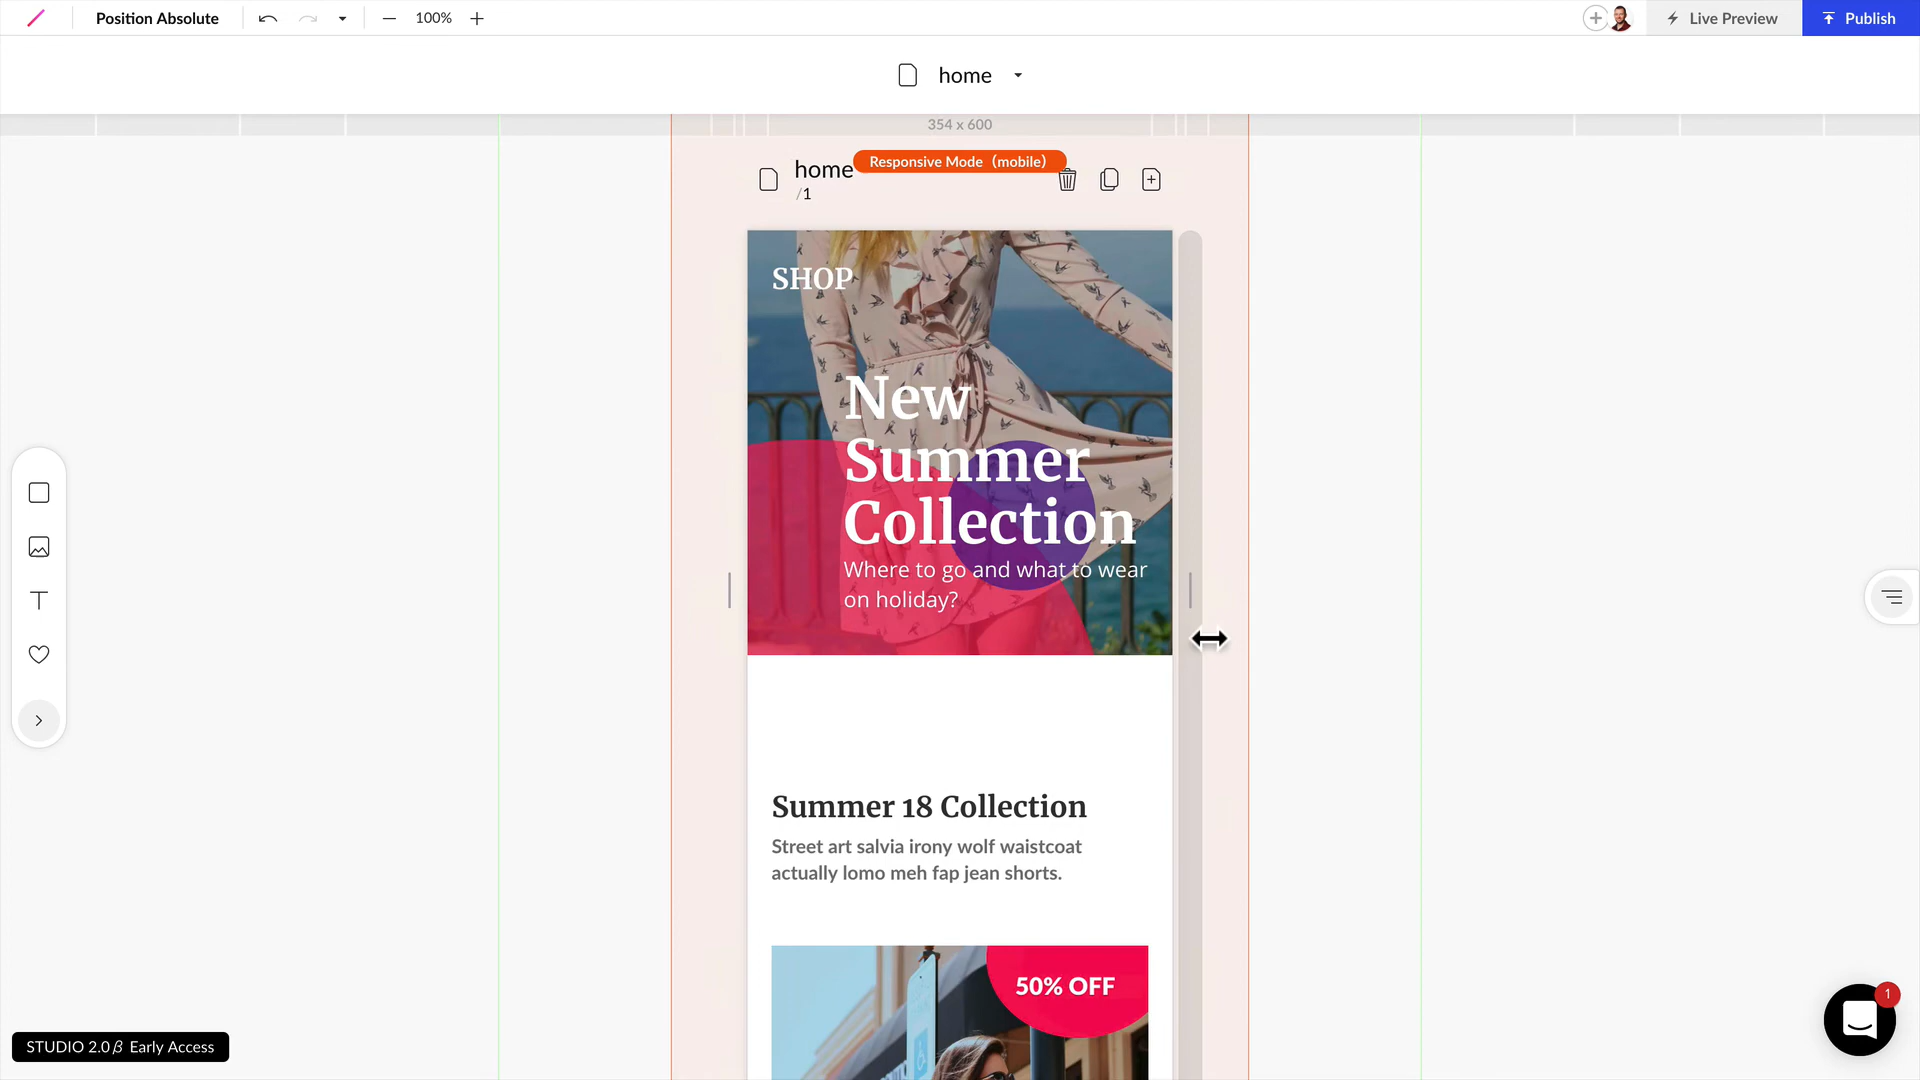 Position Absolute
100%
Live Preview
Publish
home
354 x 600
Responsive Mode (mobile)
home
/1
SHOP
New
Summer
Collection
Where to go and what to wear
on holiday?
Summer 18 Collection
Street art salvia irony wolf waistcoat
actually lomo meh fap jean shorts.
50% OFF
STUDIO 2.0 β Early Access
1